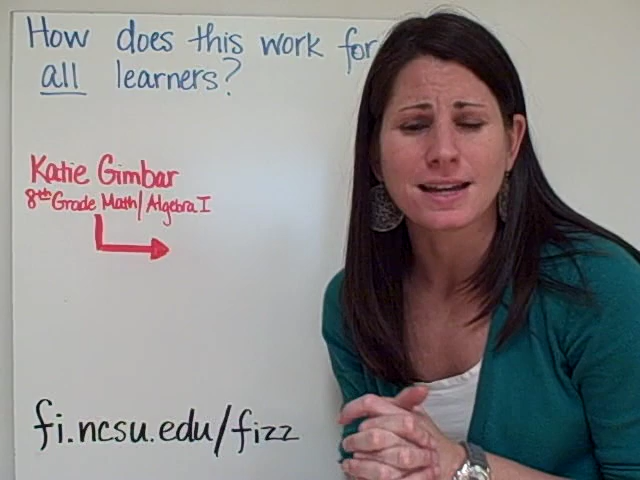 How does this work for
all learners?
Katie Gimbar
8th Grade Math/Algebra I
fi.ncsu.edu/fizz